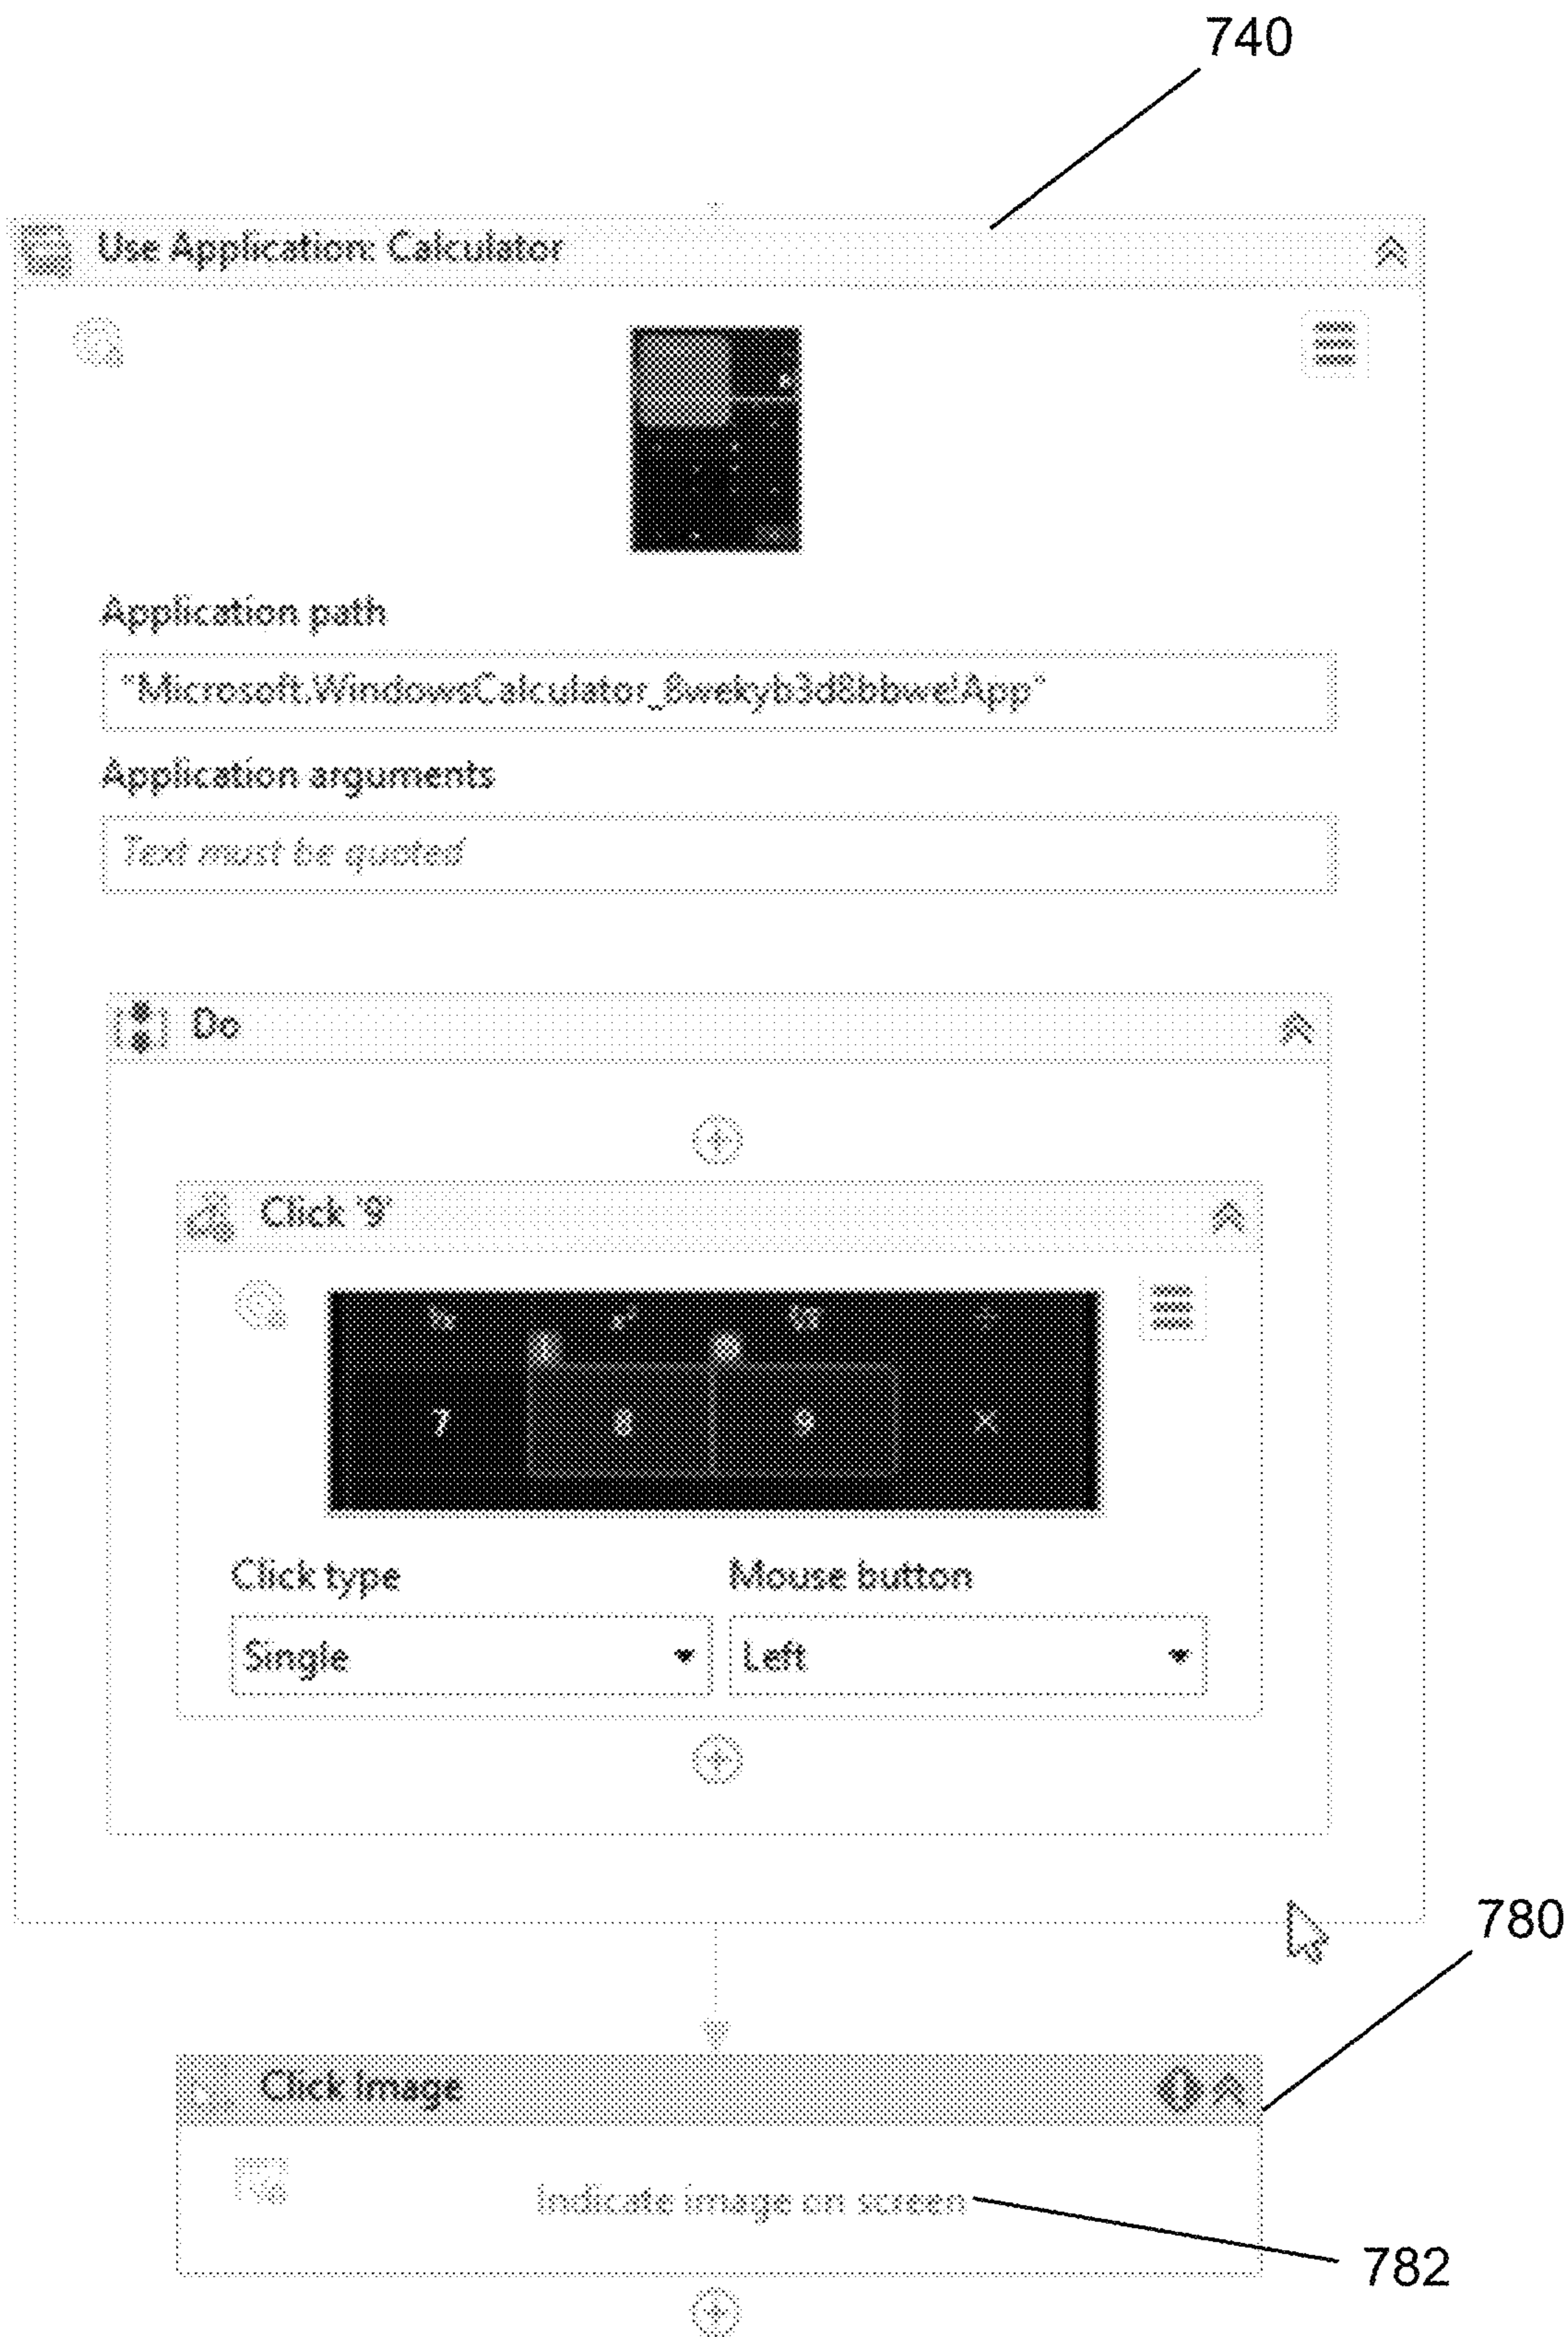 740
Use Application: Calculator
Application path
"Microsoft.WindowsCalculator_8wekyb3d8bbwe!App"
Application arguments
Text must be quoted
Do
Click '9'
7 8 9 ×
Click type Mouse button
Single Left
780
Click Image
Indicate image on screen
782